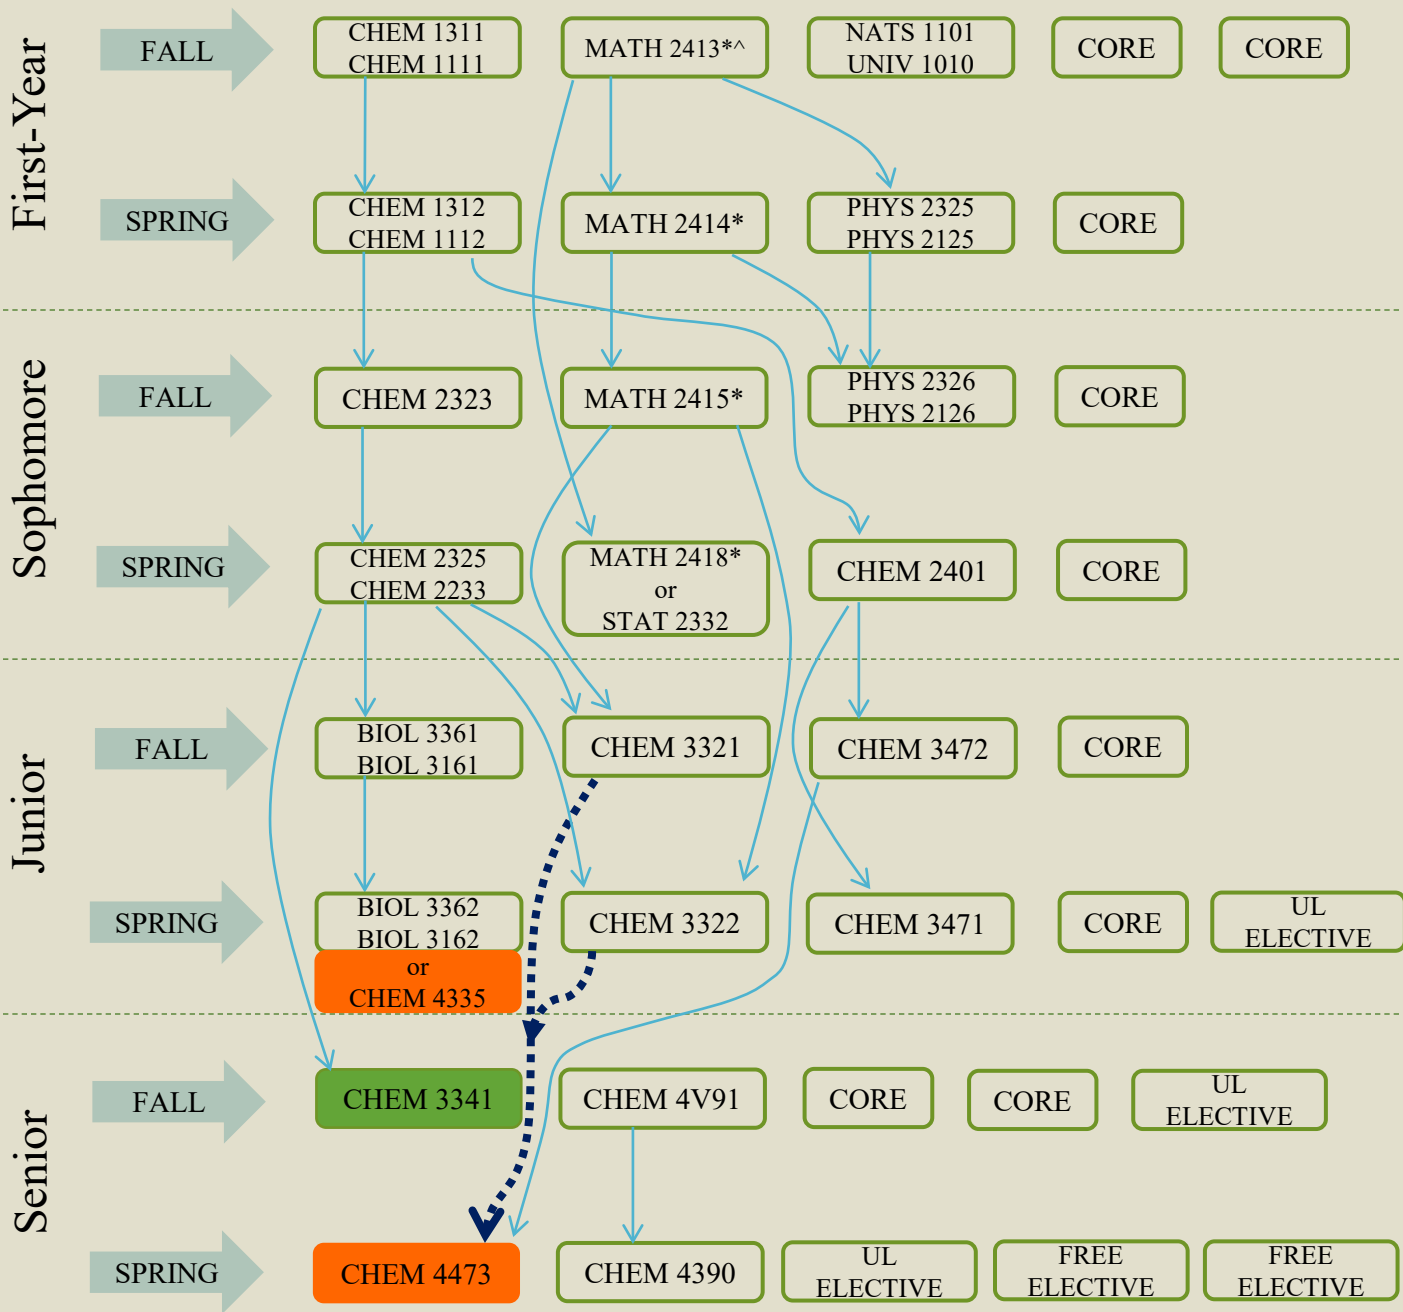 First-Year
FALL
CHEM 1311
CHEM 1111
MATH 2413*^
NATS 1101
UNIV 1010
CORE
CORE
SPRING
CHEM 1312
CHEM 1112
MATH 2414*
PHYS 2325
PHYS 2125
CORE
Sophomore
FALL
CHEM 2323
MATH 2415*
PHYS 2326
PHYS 2126
CORE
SPRING
CHEM 2325
CHEM 2233
MATH 2418*
or
STAT 2332
CHEM 2401
CORE
Junior
FALL
BIOL 3361
BIOL 3161
CHEM 3321
CHEM 3472
CORE
SPRING
BIOL 3362
BIOL 3162
or
CHEM 4335
CHEM 3322
CHEM 3471
CORE
UL
ELECTIVE
Senior
FALL
CHEM 3341
CHEM 4V91
CORE
CORE
UL
ELECTIVE
SPRING
CHEM 4473
CHEM 4390
UL
ELECTIVE
FREE
ELECTIVE
FREE
ELECTIVE